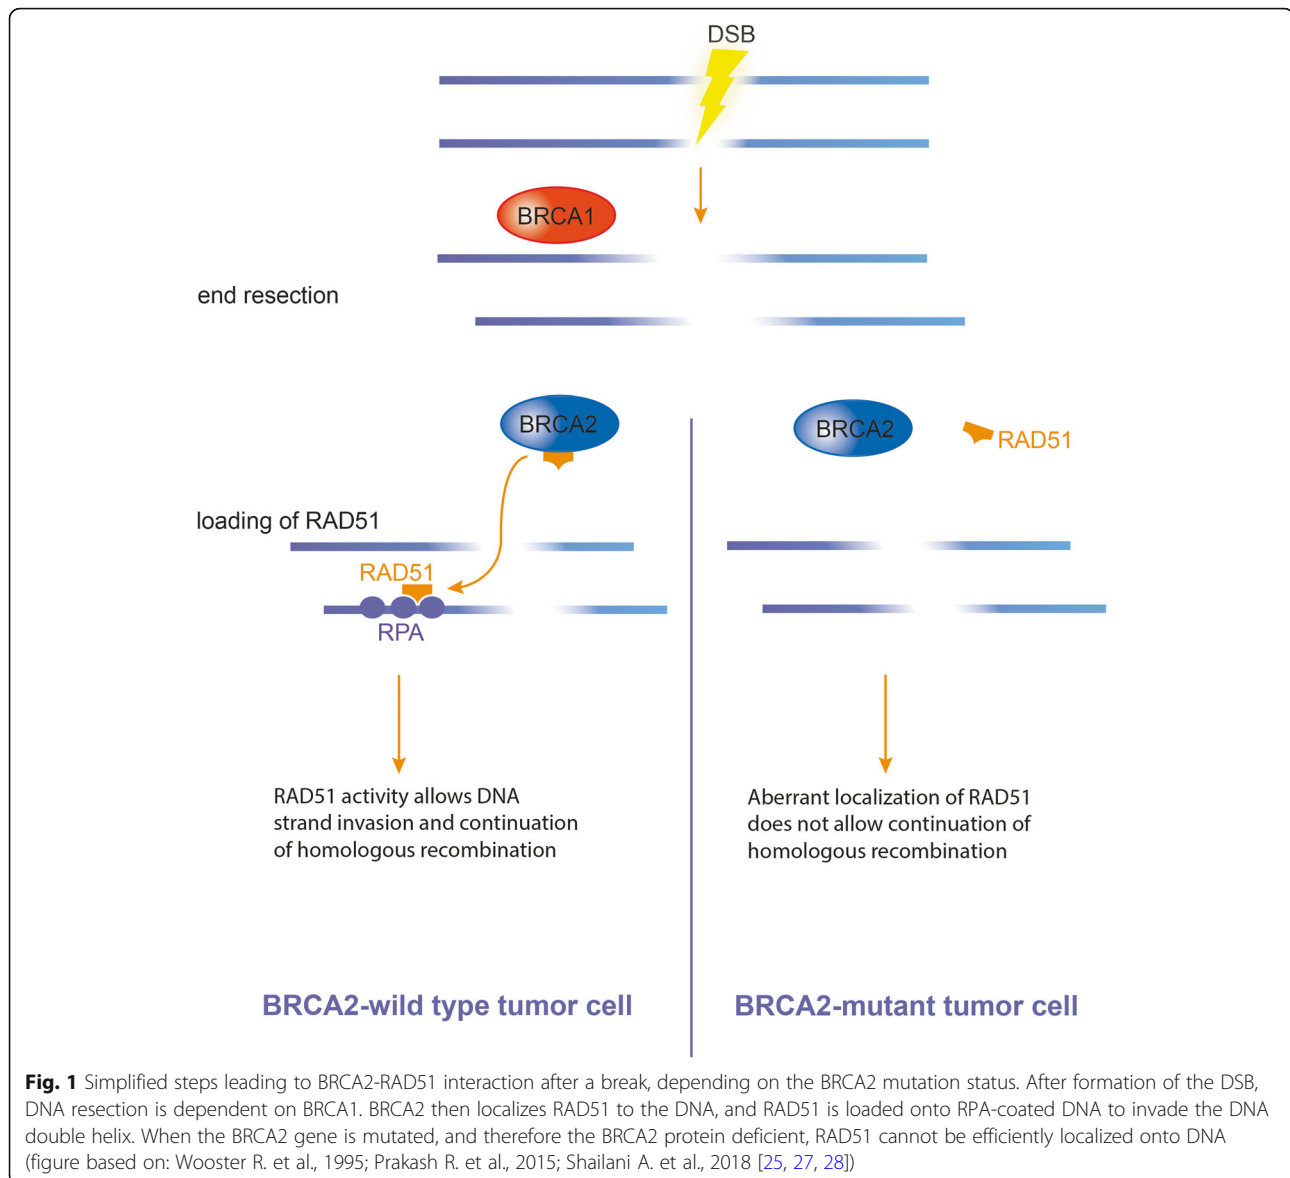 DSB
BRCA1
end resection
BRCA2
BRCA2
RAD51
loading of RAD51
RAD51
RPA
RAD51 activity allows DNA
strand invasion and continuation
of homologous recombination
Aberrant localization of RAD51
does not allow continuation of
homologous recombination
BRCA2-wild type tumor cell
BRCA2-mutant tumor cell
Fig. 1 Simplified steps leading to BRCA2-RAD51 interaction after a break, depending on the BRCA2 mutation status. After formation of the DSB,
DNA resection is dependent on BRCA1. BRCA2 then localizes RAD51 to the DNA, and RAD51 is loaded onto RPA-coated DNA to invade the DNA
double helix. When the BRCA2 gene is mutated, and therefore the BRCA2 protein deficient, RAD51 cannot be efficiently localized onto DNA
(figure based on: Wooster R. et al., 1995; Prakash R. et al., 2015; Shailani A. et al., 2018 [25, 27, 28])